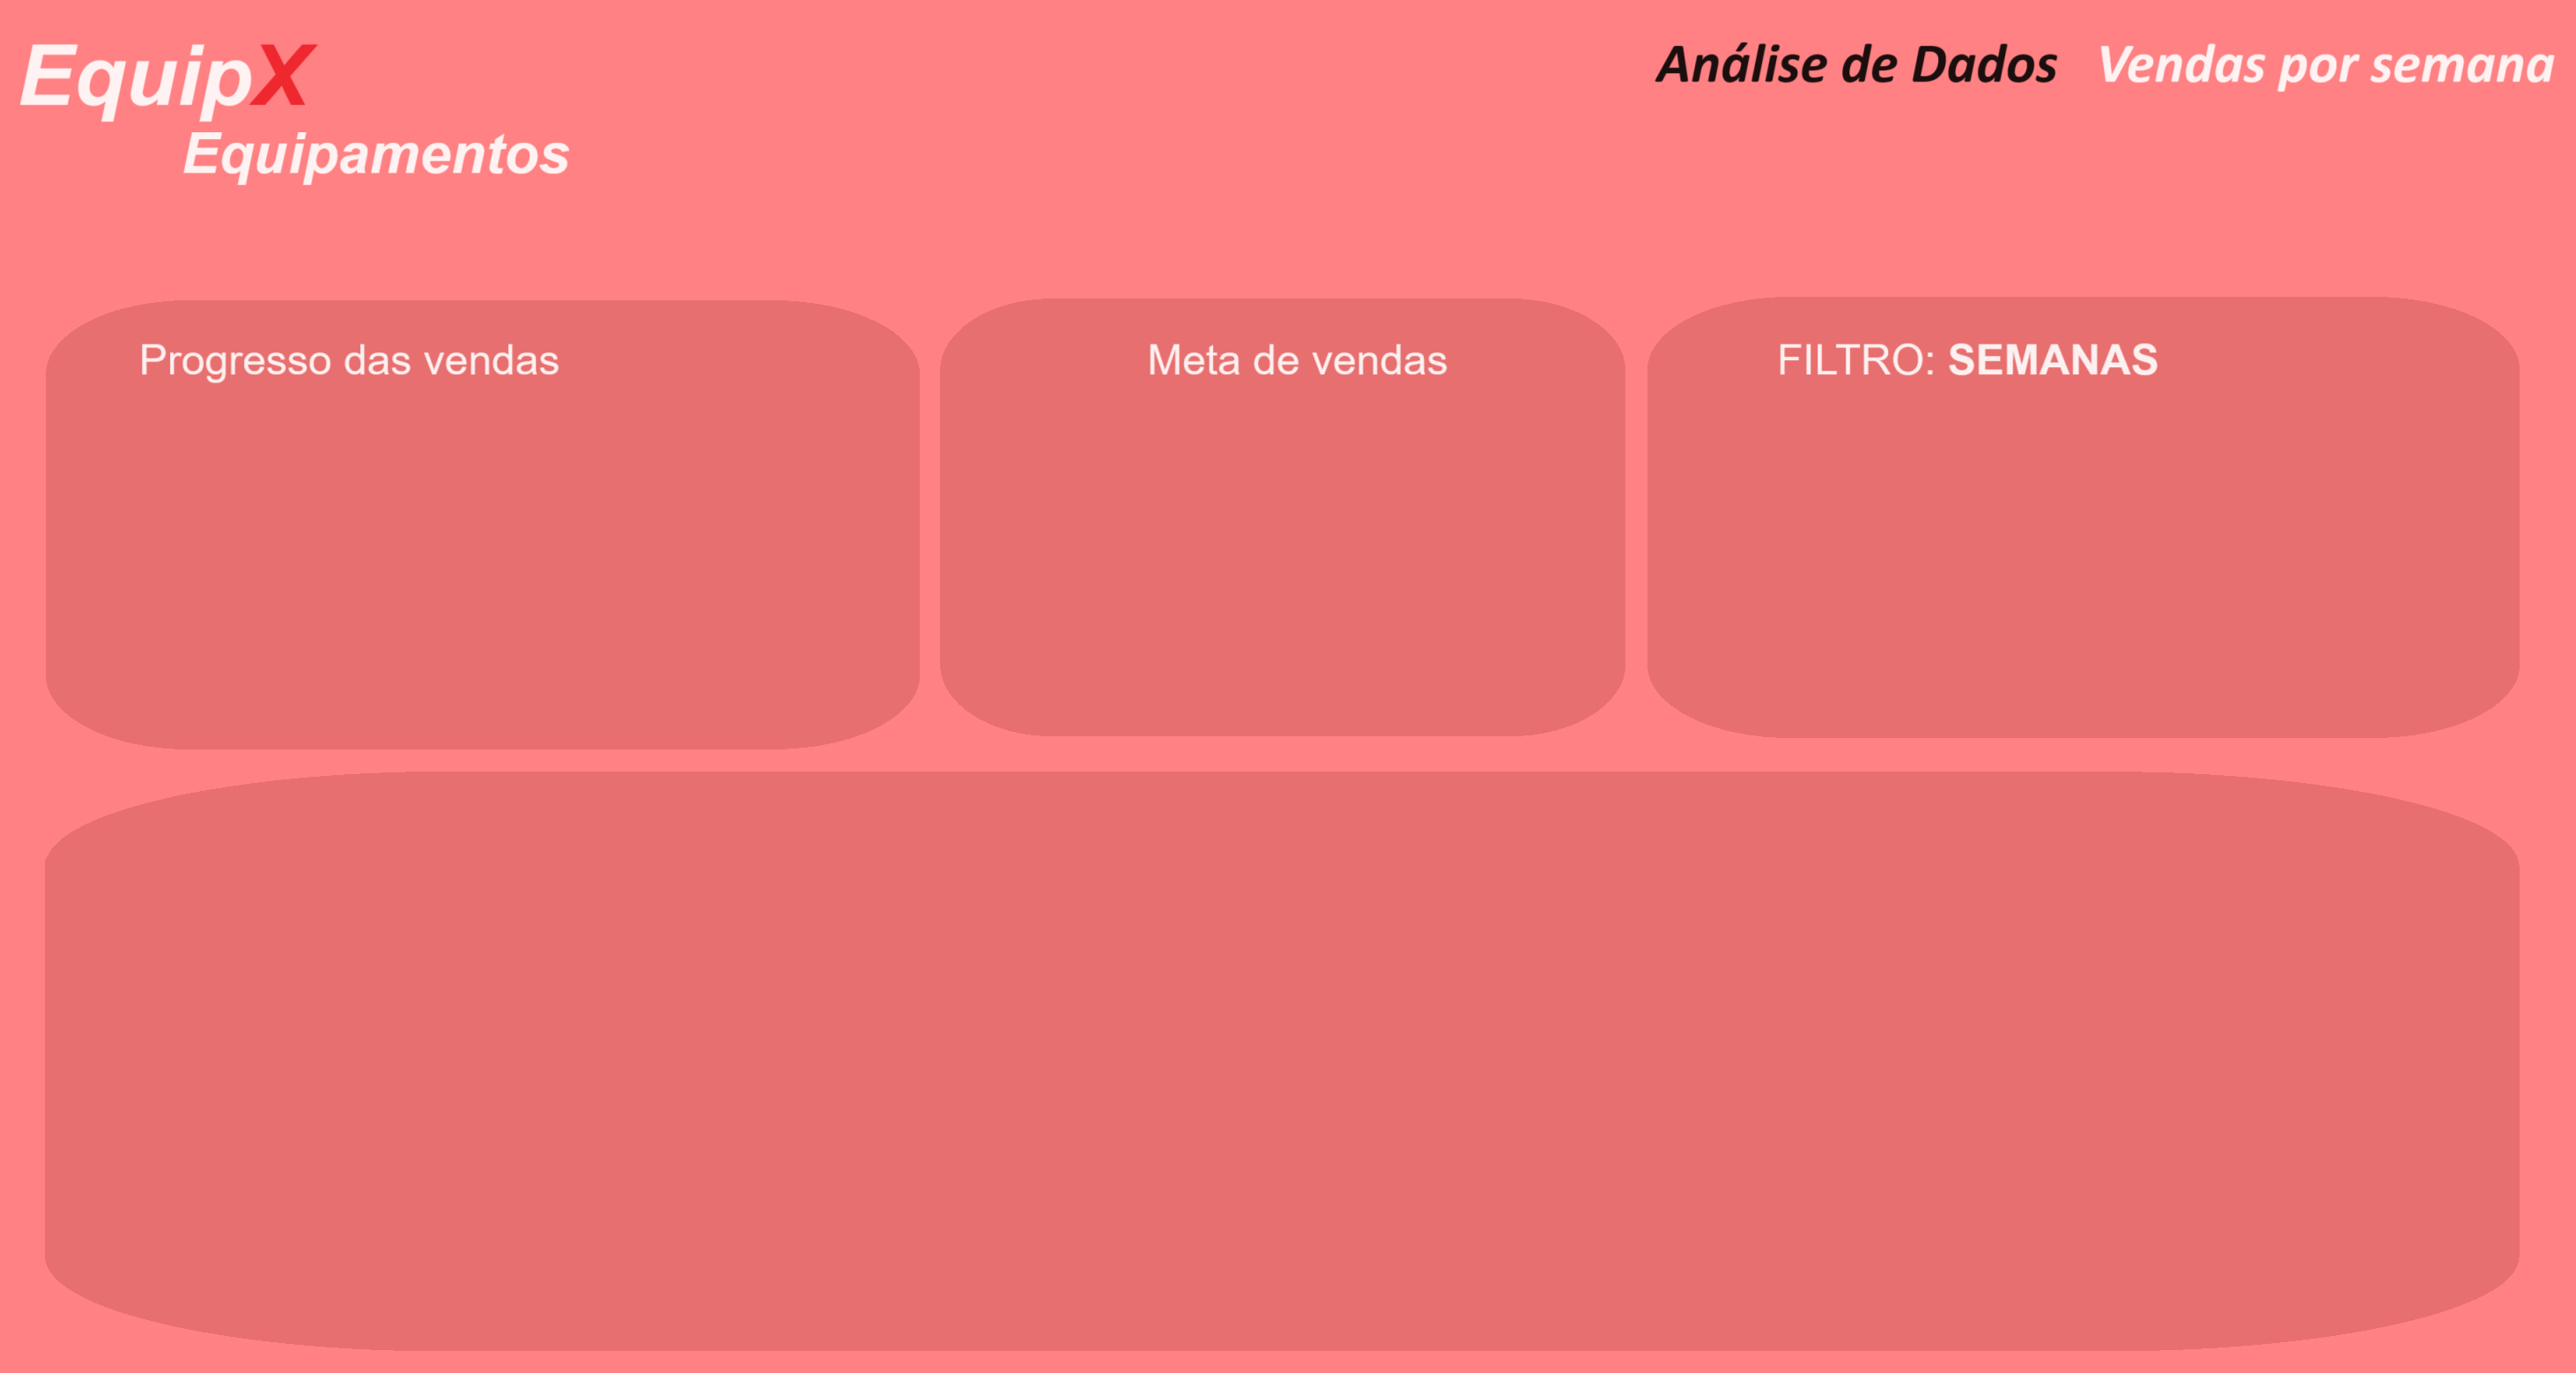 EquipX
Equipamentos
Análise de Dados Vendas por semana
Progresso das vendas
Meta de vendas
FILTRO: SEMANAS